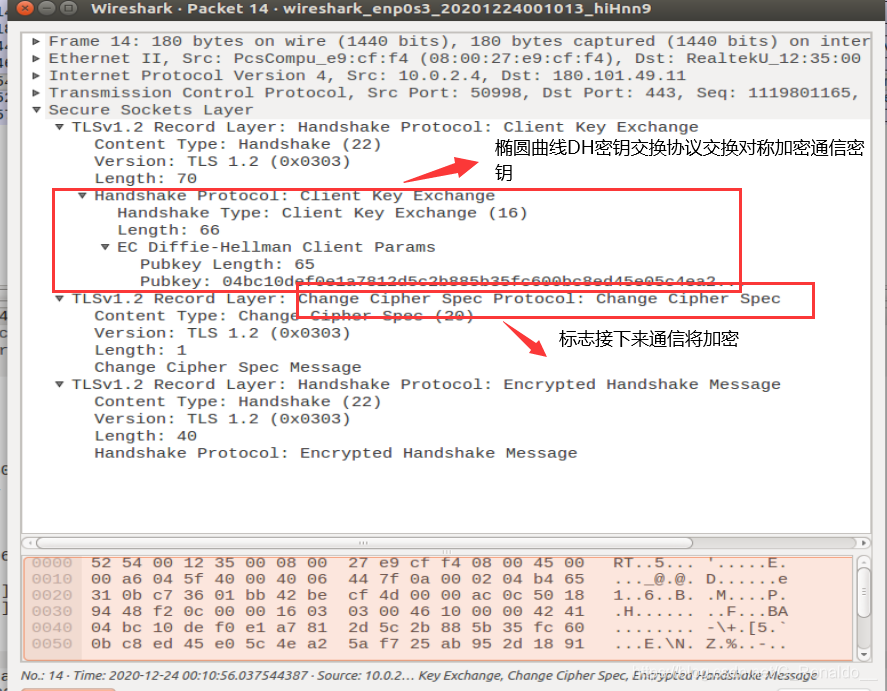 Wireshark · Packet 14 · wireshark_enp0s3_20201224001013_hiHnn9
Frame 14: 180 bytes on wire (1440 bits), 180 bytes captured (1440 bits) on inter
Ethernet II, Src: PcsCompu_e9:cf:f4 (08:00:27:e9:cf:f4), Dst: RealtekU_12:35:00
Internet Protocol Version 4, Src: 10.0.2.4, Dst: 180.101.49.11
Transmission Control Protocol, Src Port: 50998, Dst Port: 443, Seq: 1119801165,
Secure Sockets Layer
TLSv1.2 Record Layer: Handshake Protocol: Client Key Exchange
Content Type: Handshake (22)
Version: TLS 1.2 (0x0303)
Length: 70
椭圆曲线DH密钥交换协议交换对称加密通信密
钥
Handshake Protocol: Client Key Exchange
Handshake Type: Client Key Exchange (16)
Length: 66
EC Diffie-Hellman Client Params
Pubkey Length: 65
Pubkey: 04bc10def0e1a7812d5c2b885b35fc600bc8ed45e05c4ea2...
TLSv1.2 Record Layer: Change Cipher Spec Protocol: Change Cipher Spec
Content Type: Change Cipher Spec (20)
Version: TLS 1.2 (0x0303)
Length: 1
Change Cipher Spec Message
标志接下来通信将加密
TLSv1.2 Record Layer: Handshake Protocol: Encrypted Handshake Message
Content Type: Handshake (22)
Version: TLS 1.2 (0x0303)
Length: 40
Handshake Protocol: Encrypted Handshake Message
0000 52 54 00 12 35 00 08 00 27 e9 cf f4 08 00 45 00 RT..5... '.....E.
0010 00 a6 04 5f 40 00 40 06 44 7f 0a 00 02 04 b4 65 ..._@.@. D......e
0020 31 0b c7 36 01 bb 42 be cf 4d 00 00 ac 0c 50 18 1..6..B. .M....P.
0030 94 48 f2 0c 00 00 16 03 03 00 46 10 00 00 42 41 .H...... ..F...BA
0040 04 bc 10 de f0 e1 a7 81 2d 5c 2b 88 5b 35 fc 60 ........ -\+.[5.`
0050 0b c8 ed 45 e0 5c 4e a2 5a f7 25 ab 95 2d 18 91 ...E.\N. Z.%..-..
No.: 14 · Time: 2020-12-24 00:10:56.037544387 · Source: 10.0.2... Key Exchange, Change Cipher Spec, Encrypted Handshake Message